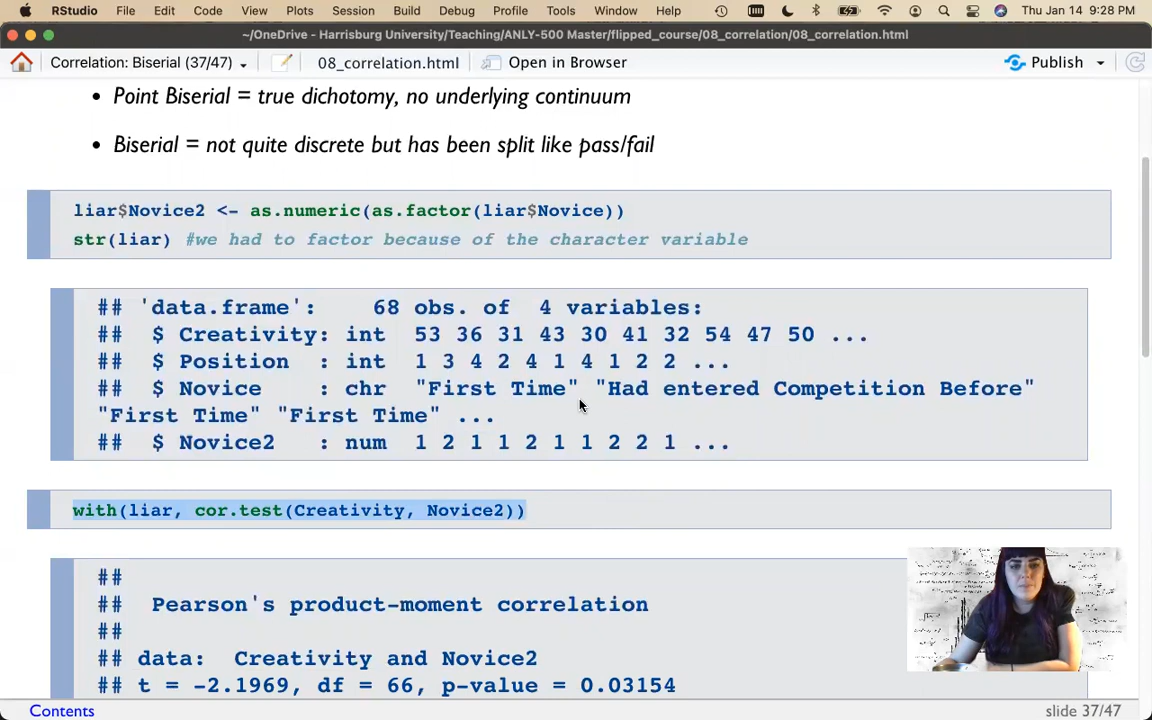 RStudio File Edit Code View Plots Session Build Debug Profile Tools Window Help Thu Jan 14 9:28 PM
~/OneDrive - Harrisburg University/Teaching/ANLY-500 Master/flipped_course/08_correlation/08_correlation.html
Correlation: Biserial (37/47) 08_correlation.html Open in Browser Publish
• Point Biserial = true dichotomy, no underlying continuum
• Biserial = not quite discrete but has been split like pass/fail
liar$Novice2 <- as.numeric(as.factor(liar$Novice))
str(liar) #we had to factor because of the character variable
## 'data.frame':    68 obs. of  4 variables:
##  $ Creativity: int  53 36 31 43 30 41 32 54 47 50 ...
##  $ Position  : int  1 3 4 2 4 1 4 1 2 2 ...
##  $ Novice    : chr  "First Time" "Had entered Competition Before"
"First Time" "First Time" ...
##  $ Novice2   : num  1 2 1 1 2 1 1 2 2 1 ...
with(liar, cor.test(Creativity, Novice2))
##
##  Pearson's product-moment correlation
##
## data:  Creativity and Novice2
## t = -2.1969, df = 66, p-value = 0.03154
Contents slide 37/47